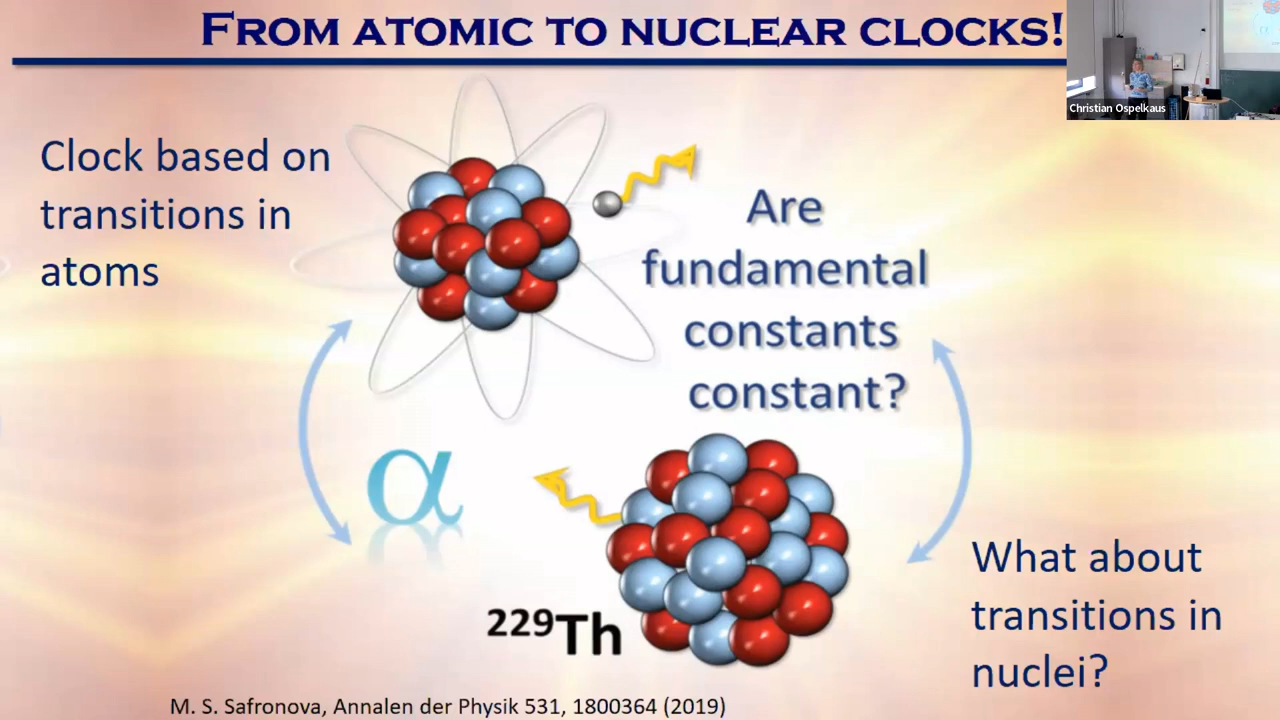 FROM ATOMIC TO NUCLEAR CLOCKS!
Christian Ospelkaus
Clock based on
transitions in
atoms
Are
fundamental
constants
constant?
α
229Th
What about
transitions in
nuclei?
M. S. Safronova, Annalen der Physik 531, 1800364 (2019)